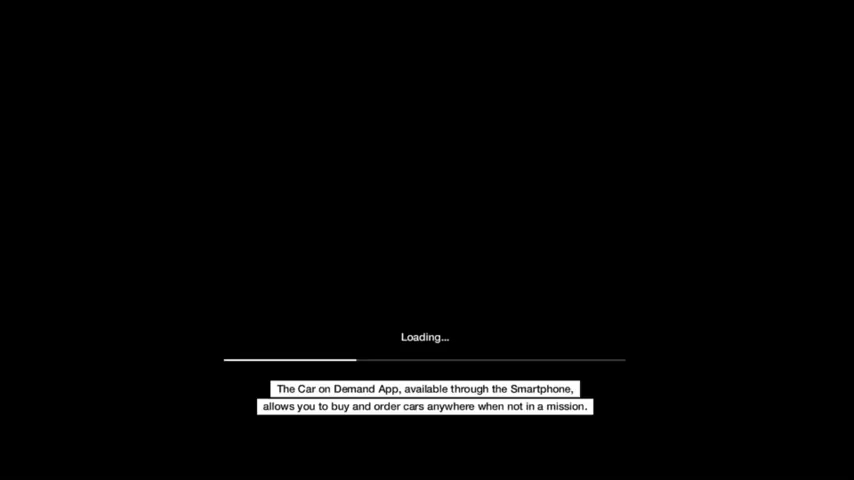 Loading...
The Car on Demand App, available through the Smartphone,
allows you to buy and order cars anywhere when not in a mission.